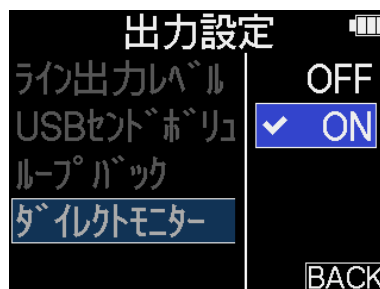 出力設定
ライン出力レベル
OFF
USBセンドボリュ
ON
ループバック
ダイレクトモニター
BACK